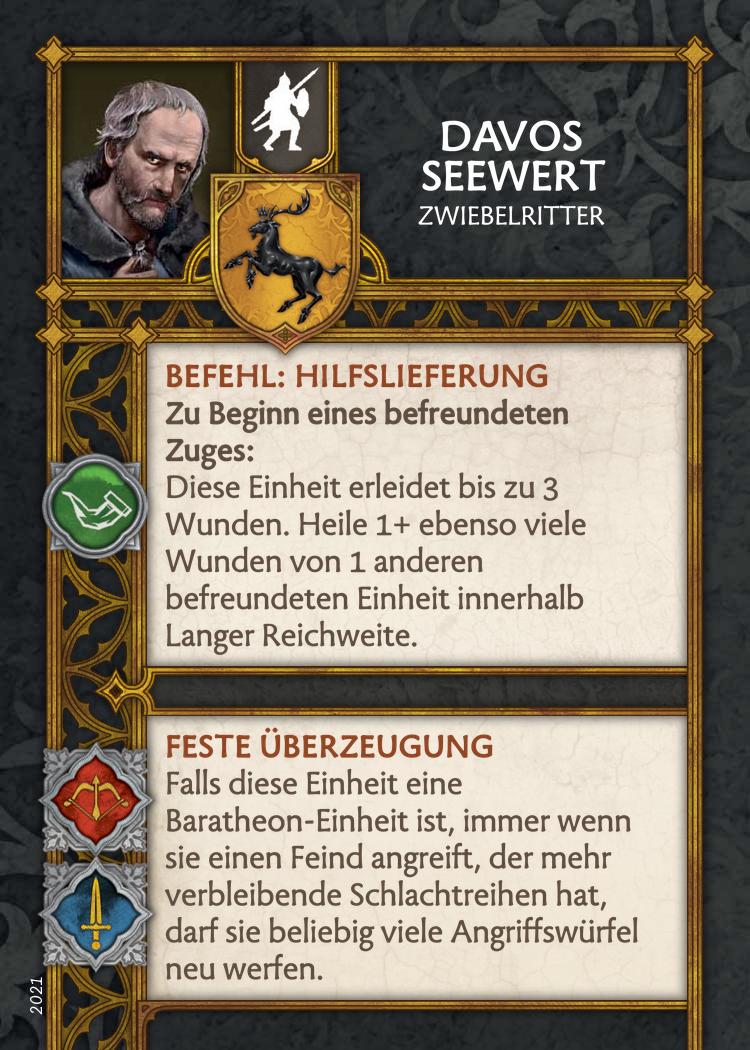 DAVOS
SEEWERT
ZWIEBELRITTER
BEFEHL: HILFSLIEFERUNG
Zu Beginn eines befreundeten
Zuges:
Diese Einheit erleidet bis zu 3
Wunden. Heile 1+ ebenso viele
Wunden von 1 anderen
befreundeten Einheit innerhalb
Langer Reichweite.
FESTE ÜBERZEUGUNG
Falls diese Einheit eine
Baratheon-Einheit ist, immer wenn
sie einen Feind angreift, der mehr
verbleibende Schlachtreihen hat,
darf sie beliebig viele Angriffswürfel
neu werfen.
2021